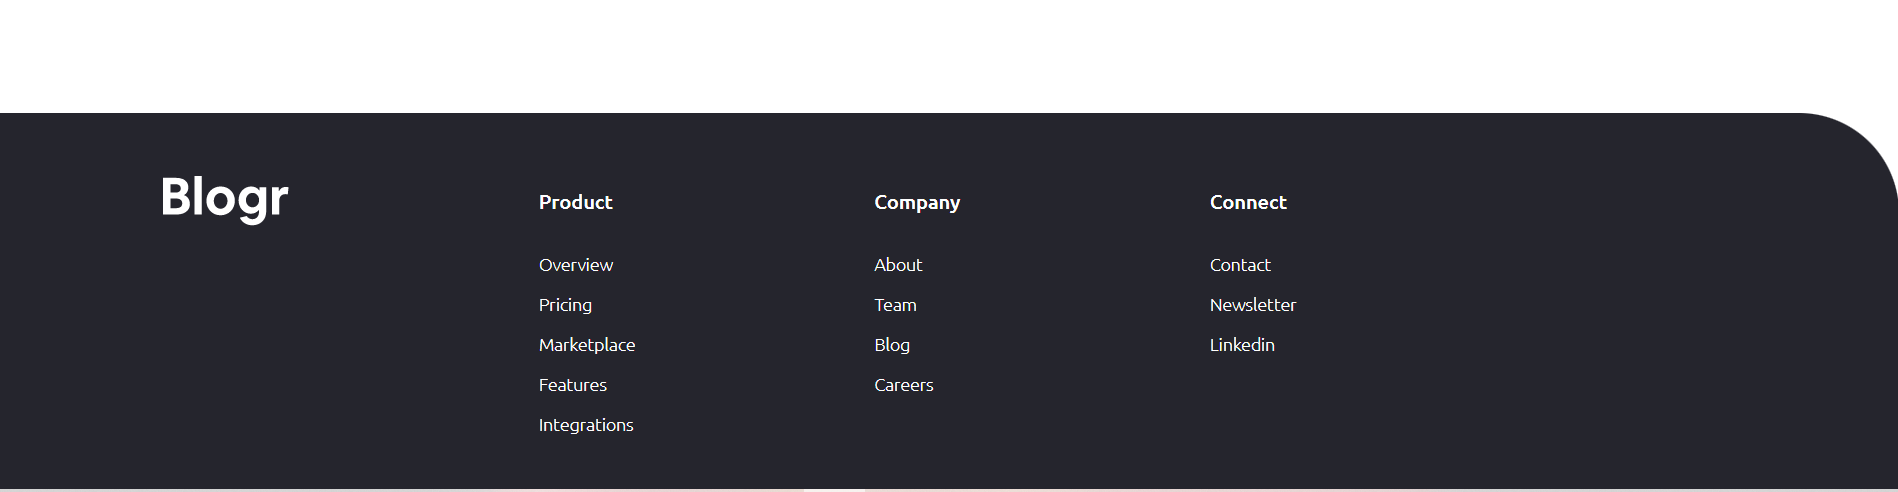 Blogr
Product
Overview
Pricing
Marketplace
Features
Integrations
Company
About
Team
Blog
Careers
Connect
Contact
Newsletter
Linkedin